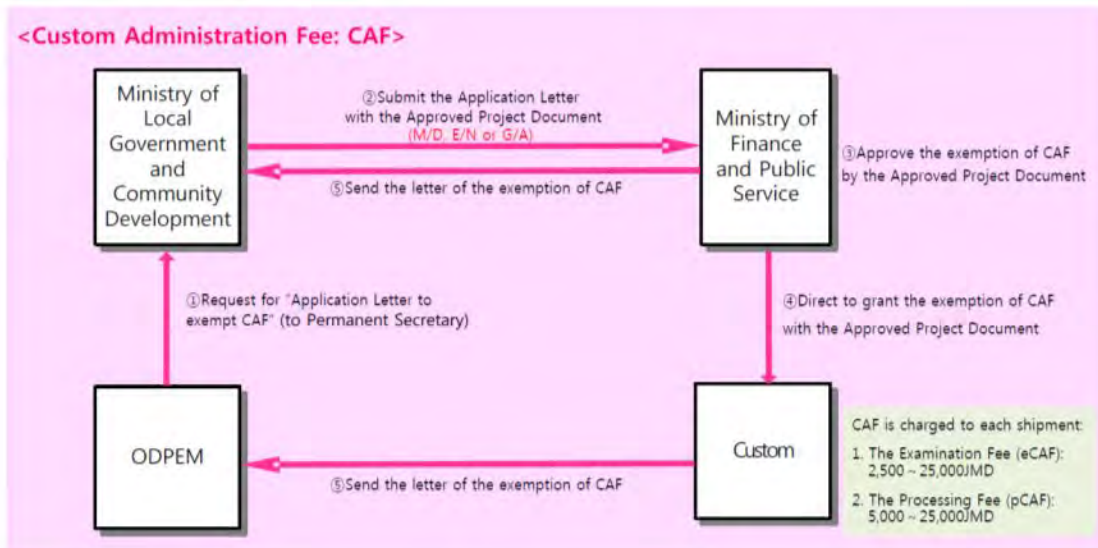 <Custom Administration Fee: CAF>
Ministry of
Local
Government
and
Community
Development
②Submit the Application Letter
with the Approved Project Document
(M/D, E/N or G/A)
⑤Send the letter of the exemption of CAF
Ministry of
Finance
and Public
Service
③Approve the exemption of CAF
by the Approved Project Document
①Request for "Application Letter to
exempt CAF" (to Permanent Secretary)
④Direct to grant the exemption of CAF
with the Approved Project Document
ODPEM
⑤Send the letter of the exemption of CAF
Custom
CAF is charged to each shipment:
1. The Examination Fee (eCAF):
2,500 ~ 25,000JMD
2. The Processing Fee (pCAF):
5,000 ~ 25,000JMD